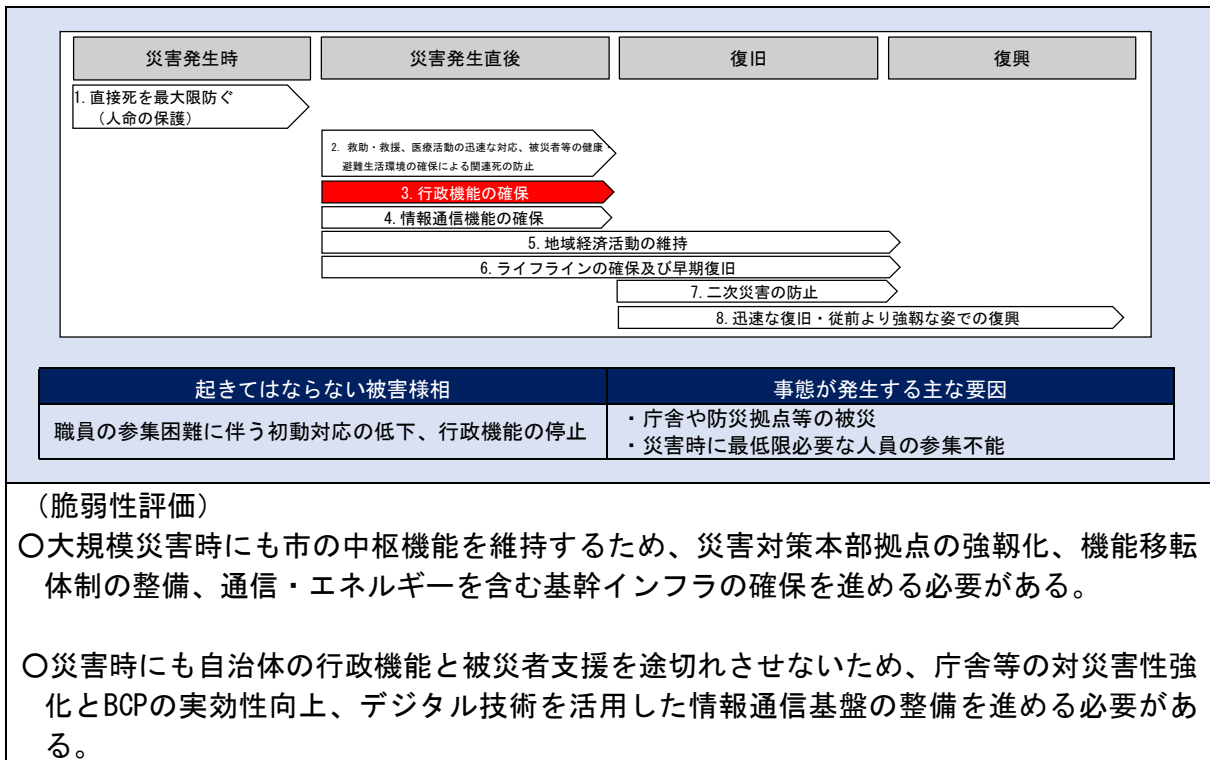 災害発生時
災害発生直後
復旧
復興
1. 直接死を最大限防ぐ
（人命の保護）
2. 救助・救援、医療活動の迅速な対応、被災者等の健康・
避難生活環境の確保による関連死の防止
3. 行政機能の確保
4. 情報通信機能の確保
5. 地域経済活動の維持
6. ライフラインの確保及び早期復旧
7. 二次災害の防止
8. 迅速な復旧・従前より強靱な姿での復興
起きてはならない被害様相
事態が発生する主な要因
職員の参集困難に伴う初動対応の低下、行政機能の停止
・庁舎や防災拠点等の被災
・災害時に最低限必要な人員の参集不能
（脆弱性評価）
〇大規模災害時にも市の中枢機能を維持するため、災害対策本部拠点の強靱化、機能移転
体制の整備、通信・エネルギーを含む基幹インフラの確保を進める必要がある。
〇災害時にも自治体の行政機能と被災者支援を途切れさせないため、庁舎等の対災害性強
化とBCPの実効性向上、デジタル技術を活用した情報通信基盤の整備を進める必要があ
る。